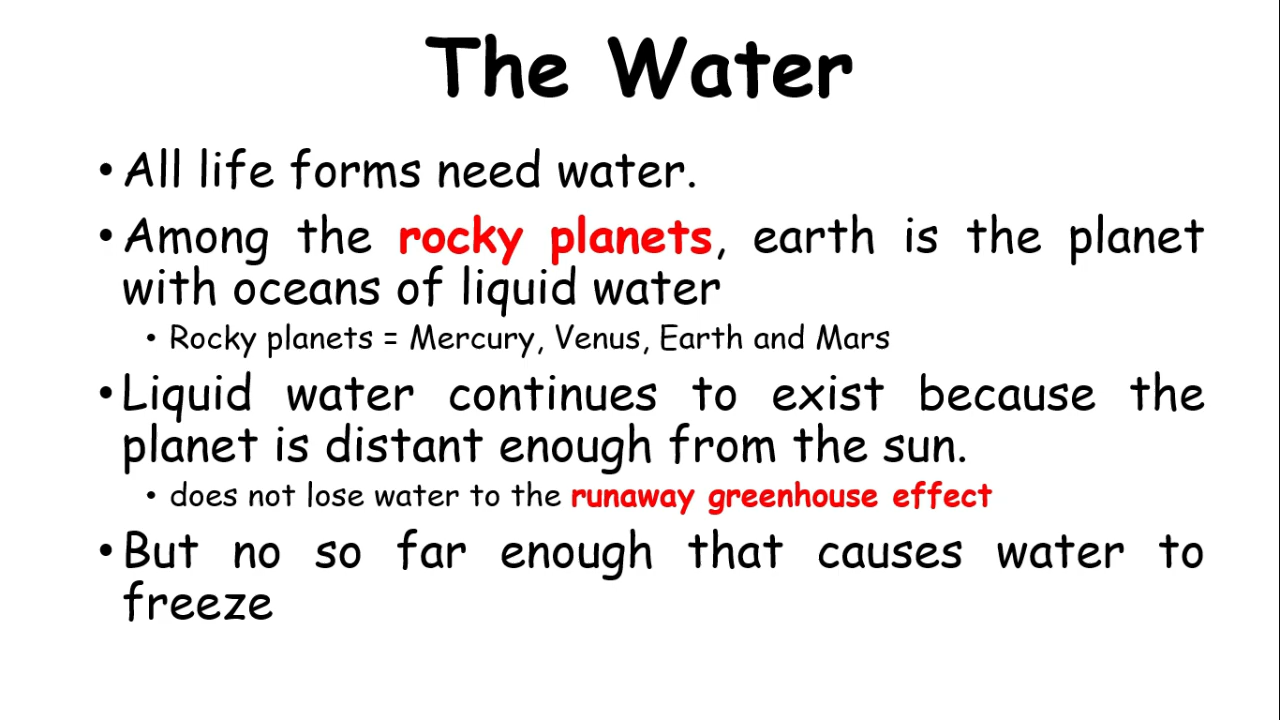 The Water
• All life forms need water.
• Among the rocky planets, earth is the planet
with oceans of liquid water
• Rocky planets = Mercury, Venus, Earth and Mars
• Liquid water continues to exist because the
planet is distant enough from the sun.
• does not lose water to the runaway greenhouse effect
• But no so far enough that causes water to
freeze